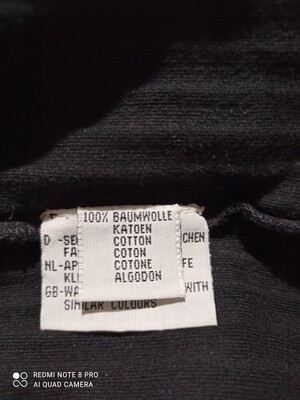 100% BAUMWOLLE
KATOEN
COTTON
COTON
COTONE
ALGODON
D -SE
CHEN
FA
NL-AP
FE
KL
GB-WA
WITH
SIMILAR COLOURS
REDMI NOTE 8 PRO
AI QUAD CAMERA